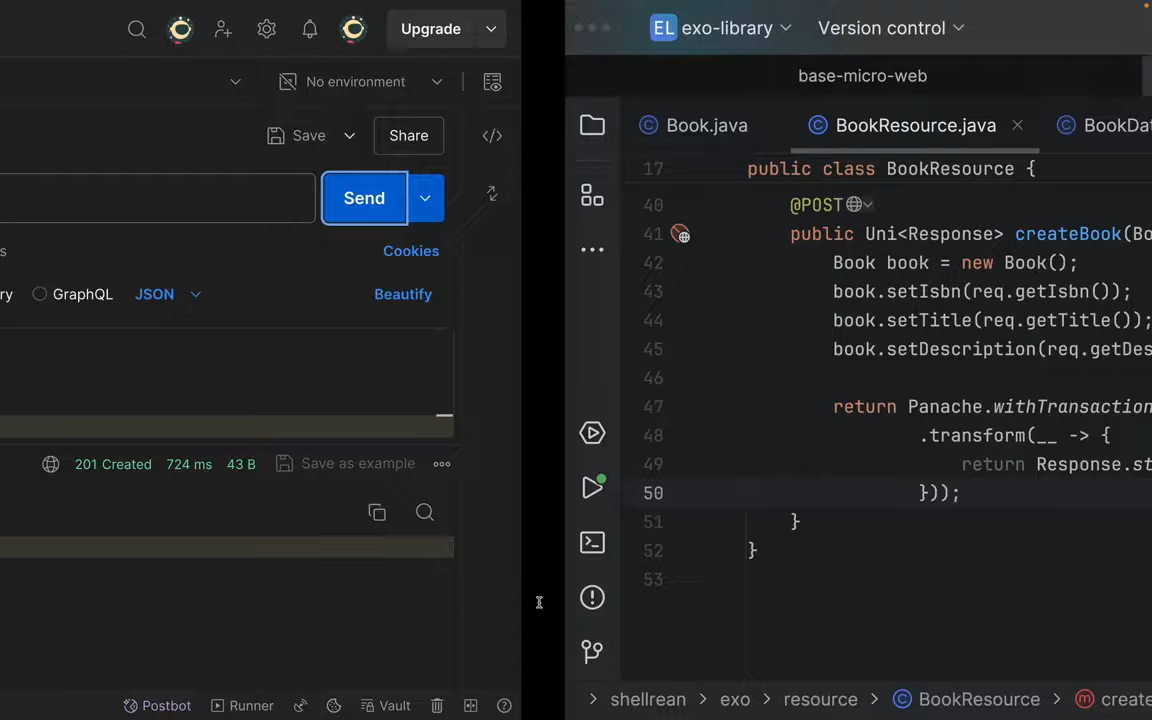 Upgrade
No environment
Save
Share
Send
s
Cookies
ry
GraphQL
JSON
Beautify
201 Created
724 ms
43 B
Save as example
Postbot
Runner
Vault
EL
exo-library
Version control
base-micro-web
Book.java
BookResource.java
BookDat
17 public class BookResource {
40 @POST
41 public Uni<Response> createBook(Bo
42 Book book = new Book();
43 book.setIsbn(req.getIsbn());
44 book.setTitle(req.getTitle());
45 book.setDescription(req.getDes
46
47 return Panache.withTransaction
48 .transform(__ -> {
49 return Response.st
50 }));
51 }
52 }
53
shellrean > exo > resource > BookResource > create